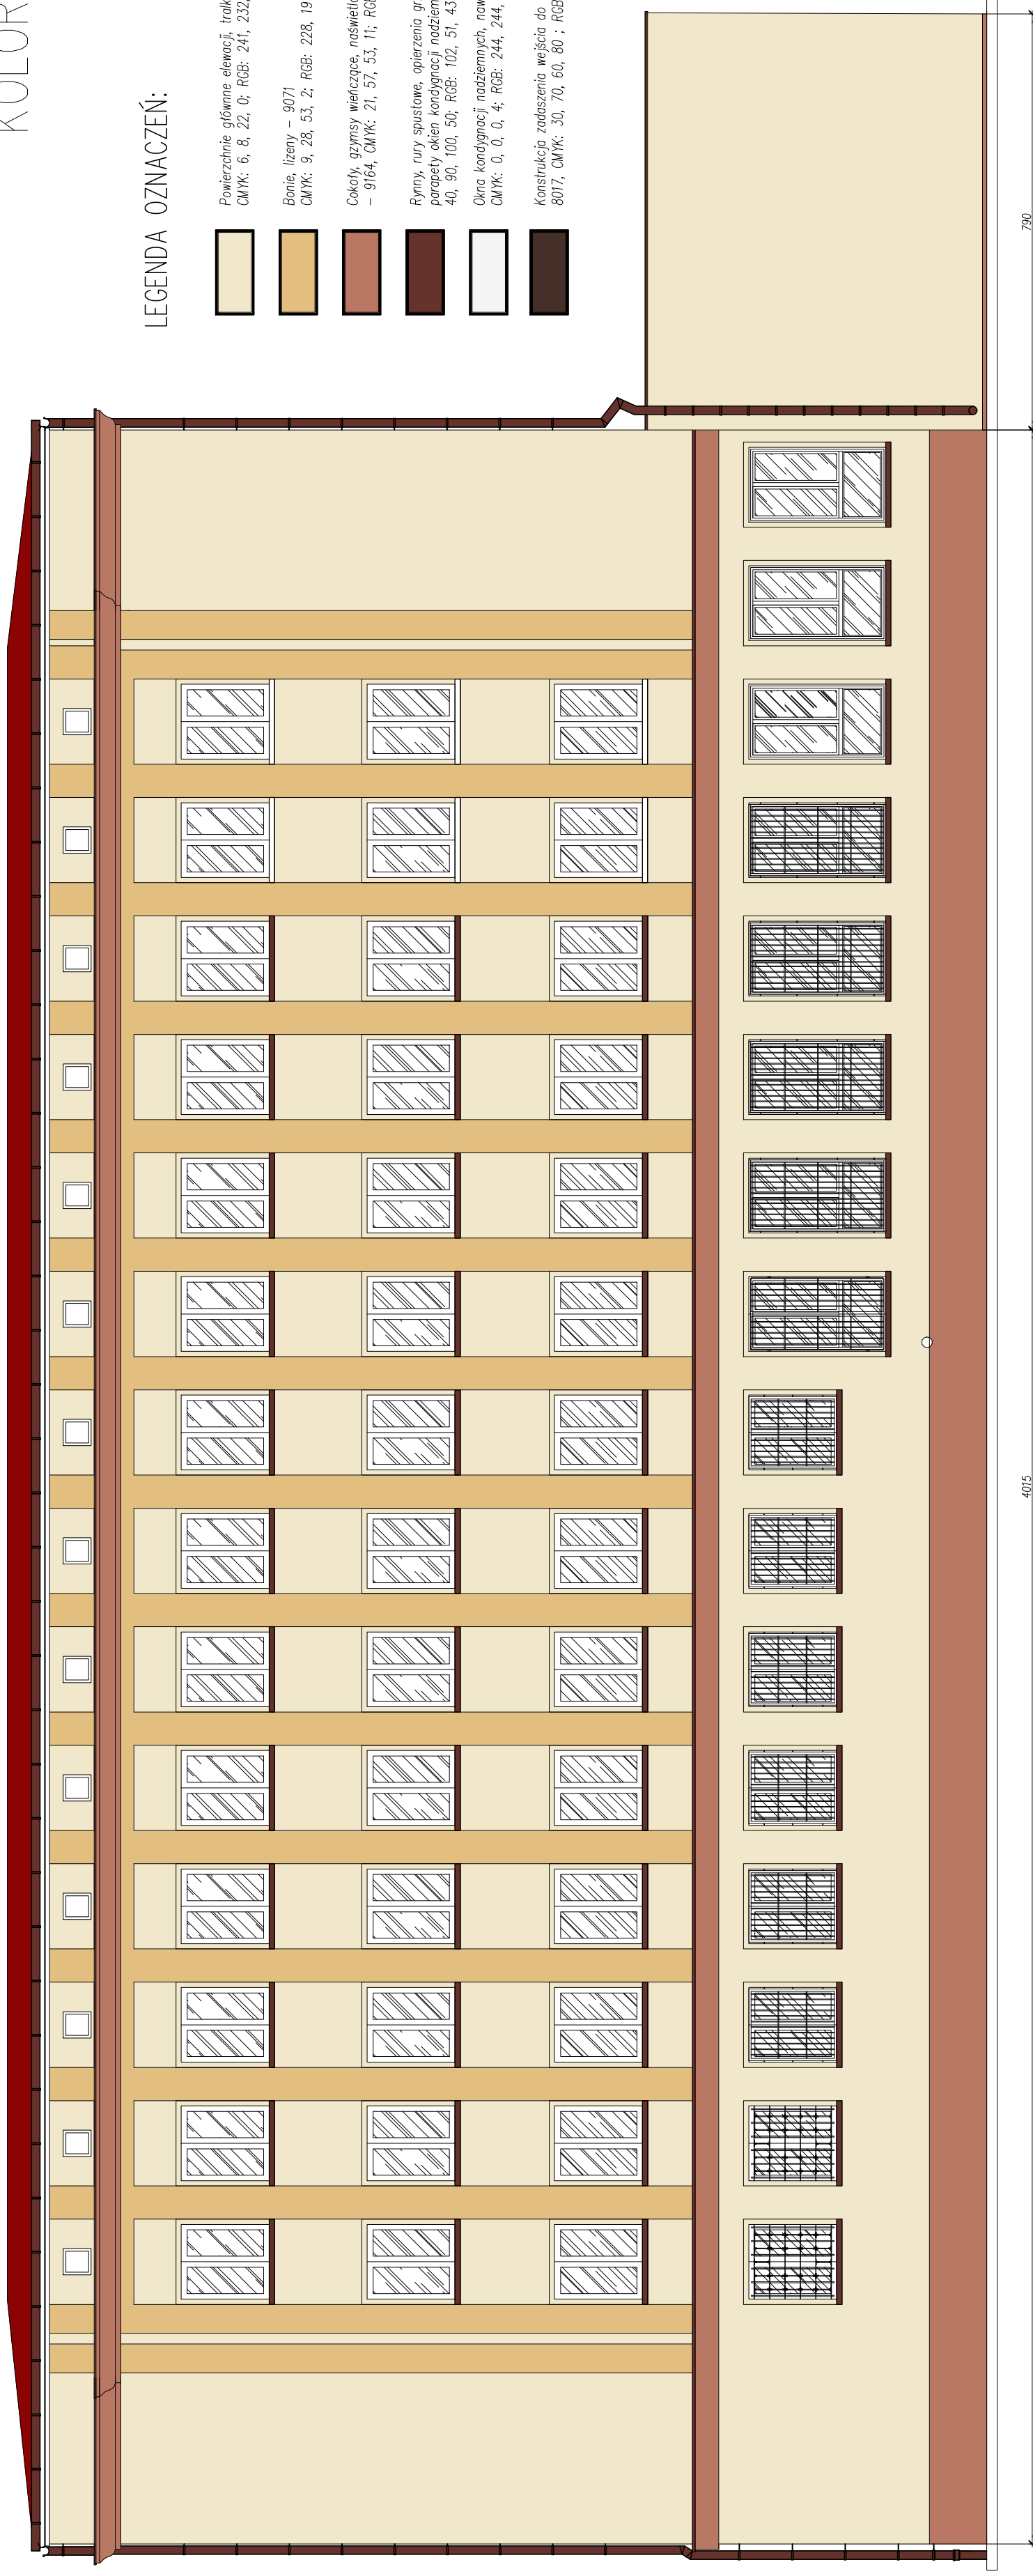 KOLOR
LEGENDA OZNACZEŃ:
Powierzchnie główne elewacji, tralk
CMYK: 6, 8, 22, 0; RGB: 241, 232,
Bonie, lizeny – 9071
CMYK: 9, 28, 53, 2; RGB: 228, 19
Cokoły, gzymsy wieńczące, naświetlo
– 9164, CMYK: 21, 57, 53, 11; RGB
Rynny, rury spustowe, opierzenia gr
parapety okien kondygnacji nadziem
40, 90, 100, 50; RGB: 102, 51, 43
Okna kondygnacji nadziemnych, naw
CMYK: 0, 0, 0, 4; RGB: 244, 244,
Konstrukcja zadaszenia wejścia do
8017, CMYK: 30, 70, 60, 80 ; RGB
790
4015